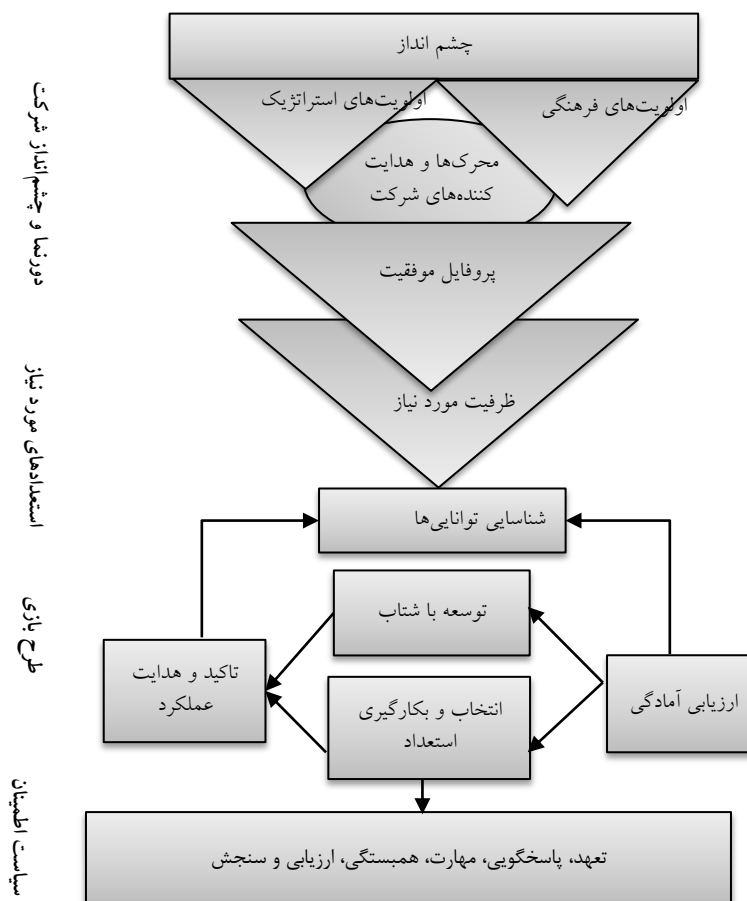 چشم انداز
اولویت‌های فرهنگی
اولویت‌های استراتژیک
محرک‌ها و هدایت
کننده‌های شرکت
پروفایل موفقیت
ظرفیت مورد نیاز
شناسایی توانایی‌ها
توسعه با شتاب
انتخاب و بکارگیری
استعداد
ارزیابی آمادگی
تاکید و هدایت
عملکرد
تعهد، پاسخگویی، مهارت، همبستگی، ارزیابی و سنجش
دورنما و چشم‌انداز شرکت
استعدادهای مورد نیاز
طرح بازی
سیاست اطمینان